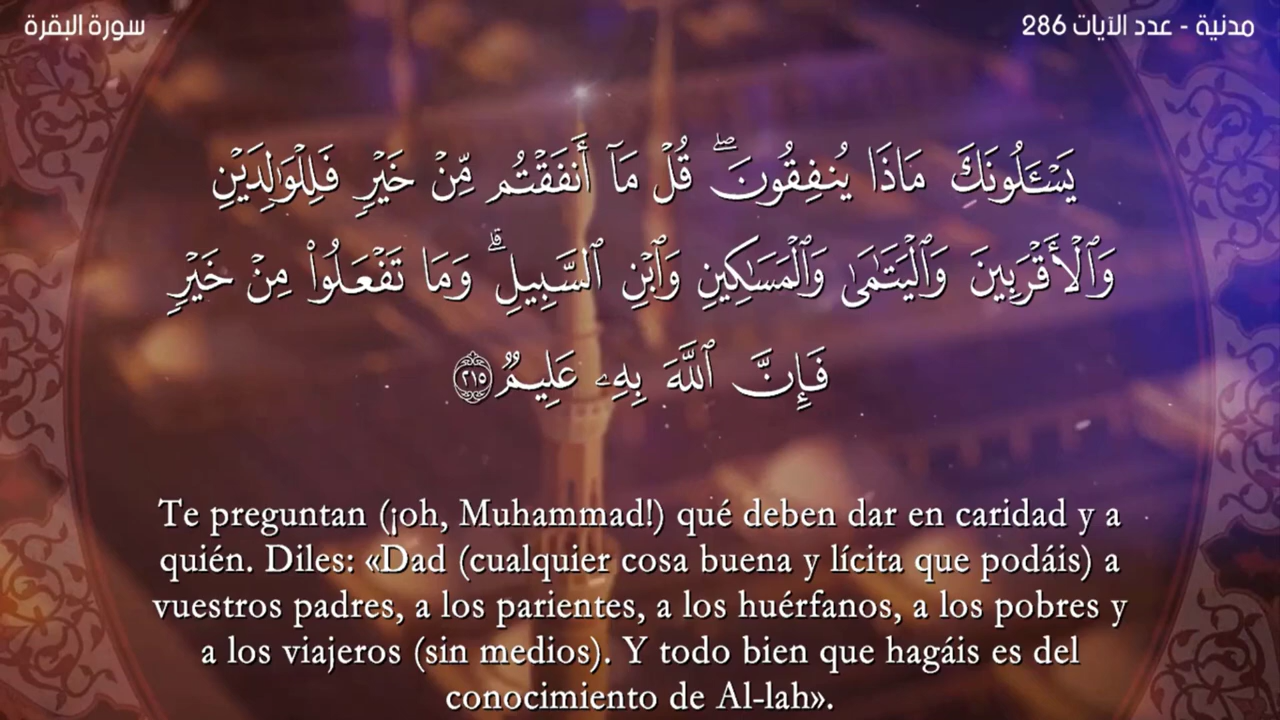 مدنية - عدد الآيات 286
سورة البقرة
يَسْـَٔلُونَكَ مَاذَا يُنفِقُونَ ۖ قُلْ مَآ أَنفَقْتُم مِّنْ خَيْرٍ فَلِلْوَٰلِدَيْنِ
وَٱلْأَقْرَبِينَ وَٱلْيَتَٰمَىٰ وَٱلْمَسَٰكِينِ وَٱبْنِ ٱلسَّبِيلِ ۗ وَمَا تَفْعَلُوا۟ مِنْ خَيْرٍ
فَإِنَّ ٱللَّهَ بِهِۦ عَلِيمٌ ٢١٥
Te preguntan (¡oh, Muhammad!) qué deben dar en caridad y a
quién. Diles: «Dad (cualquier cosa buena y lícita que podáis) a
vuestros padres, a los parientes, a los huérfanos, a los pobres y
a los viajeros (sin medios). Y todo bien que hagáis es del
conocimiento de Al-lah».